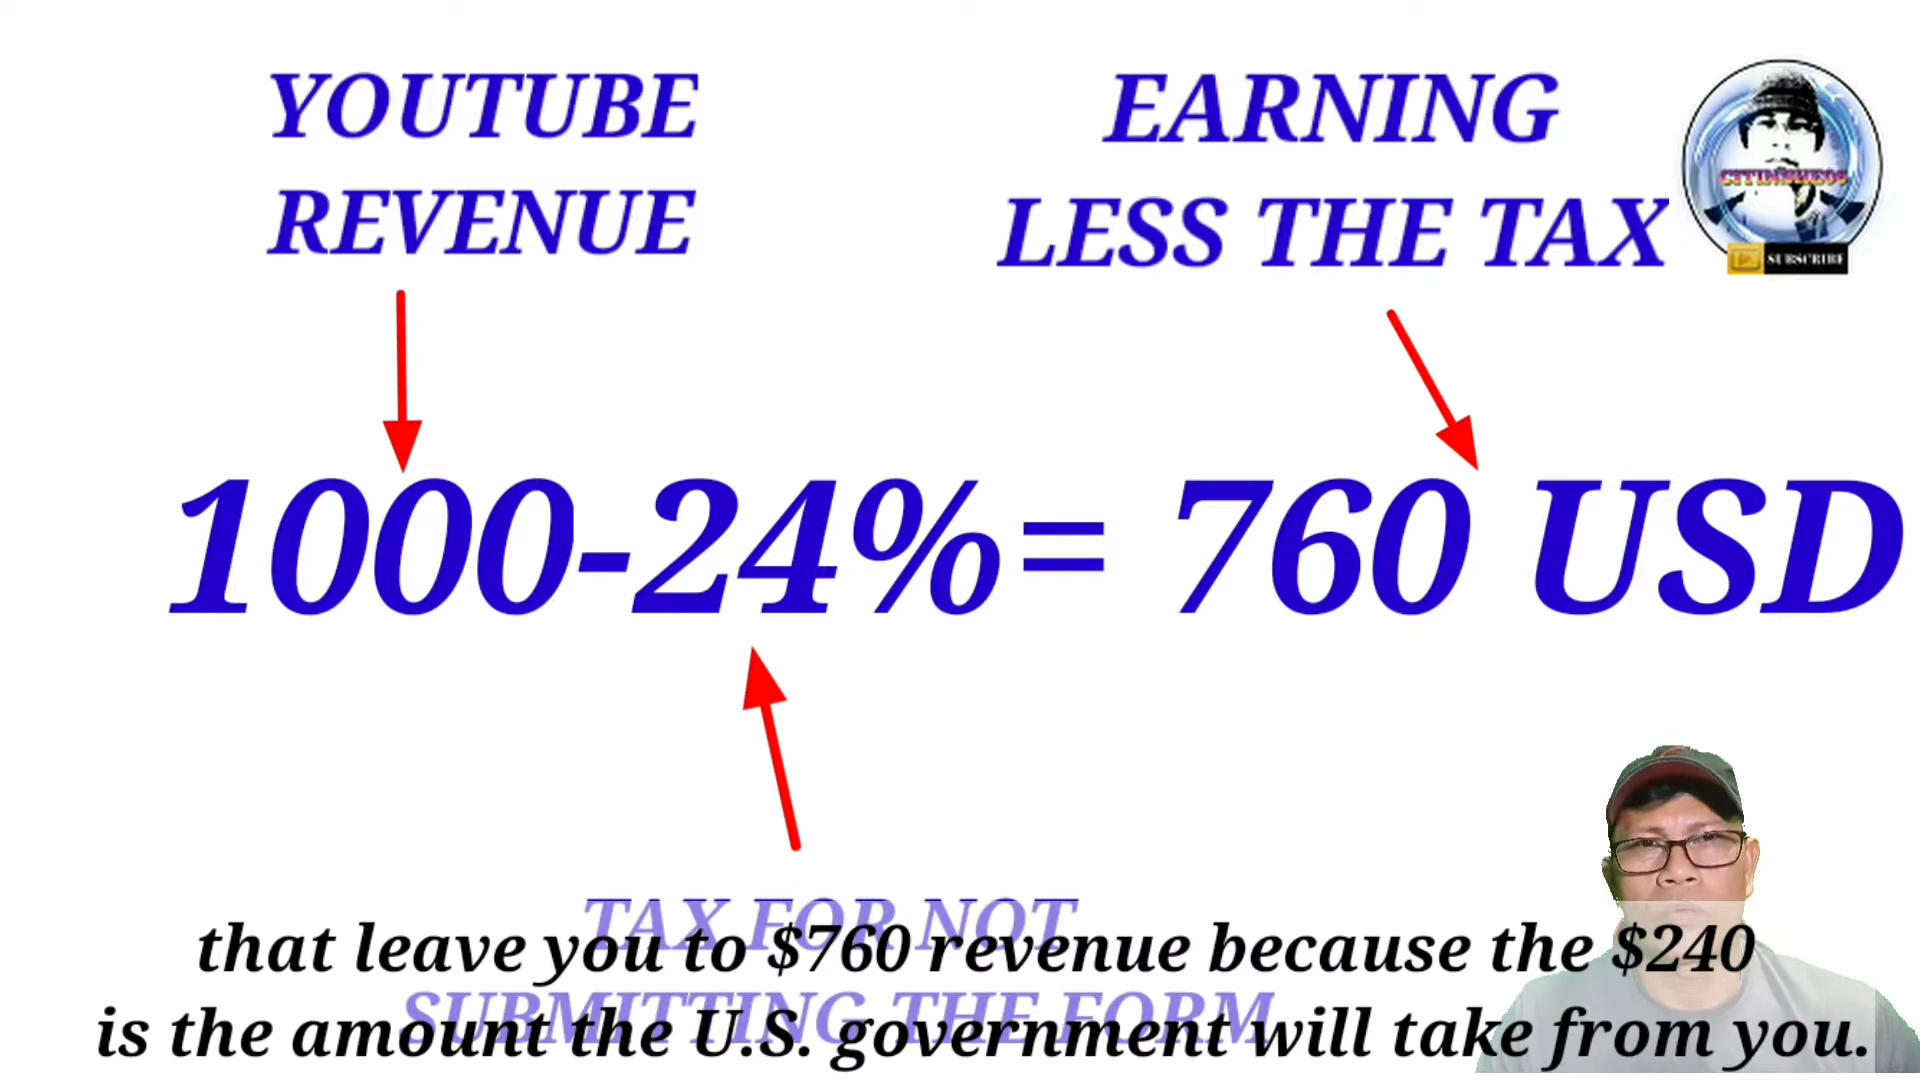 YOUTUBE
REVENUE
EARNING
LESS THE TAX
SUBSCRIBE
1000-24%= 760 USD
TAX FOR NOT
SUBMITTING THE FORM
that leave you to $760 revenue because the $240
is the amount the U.S. government will take from you.